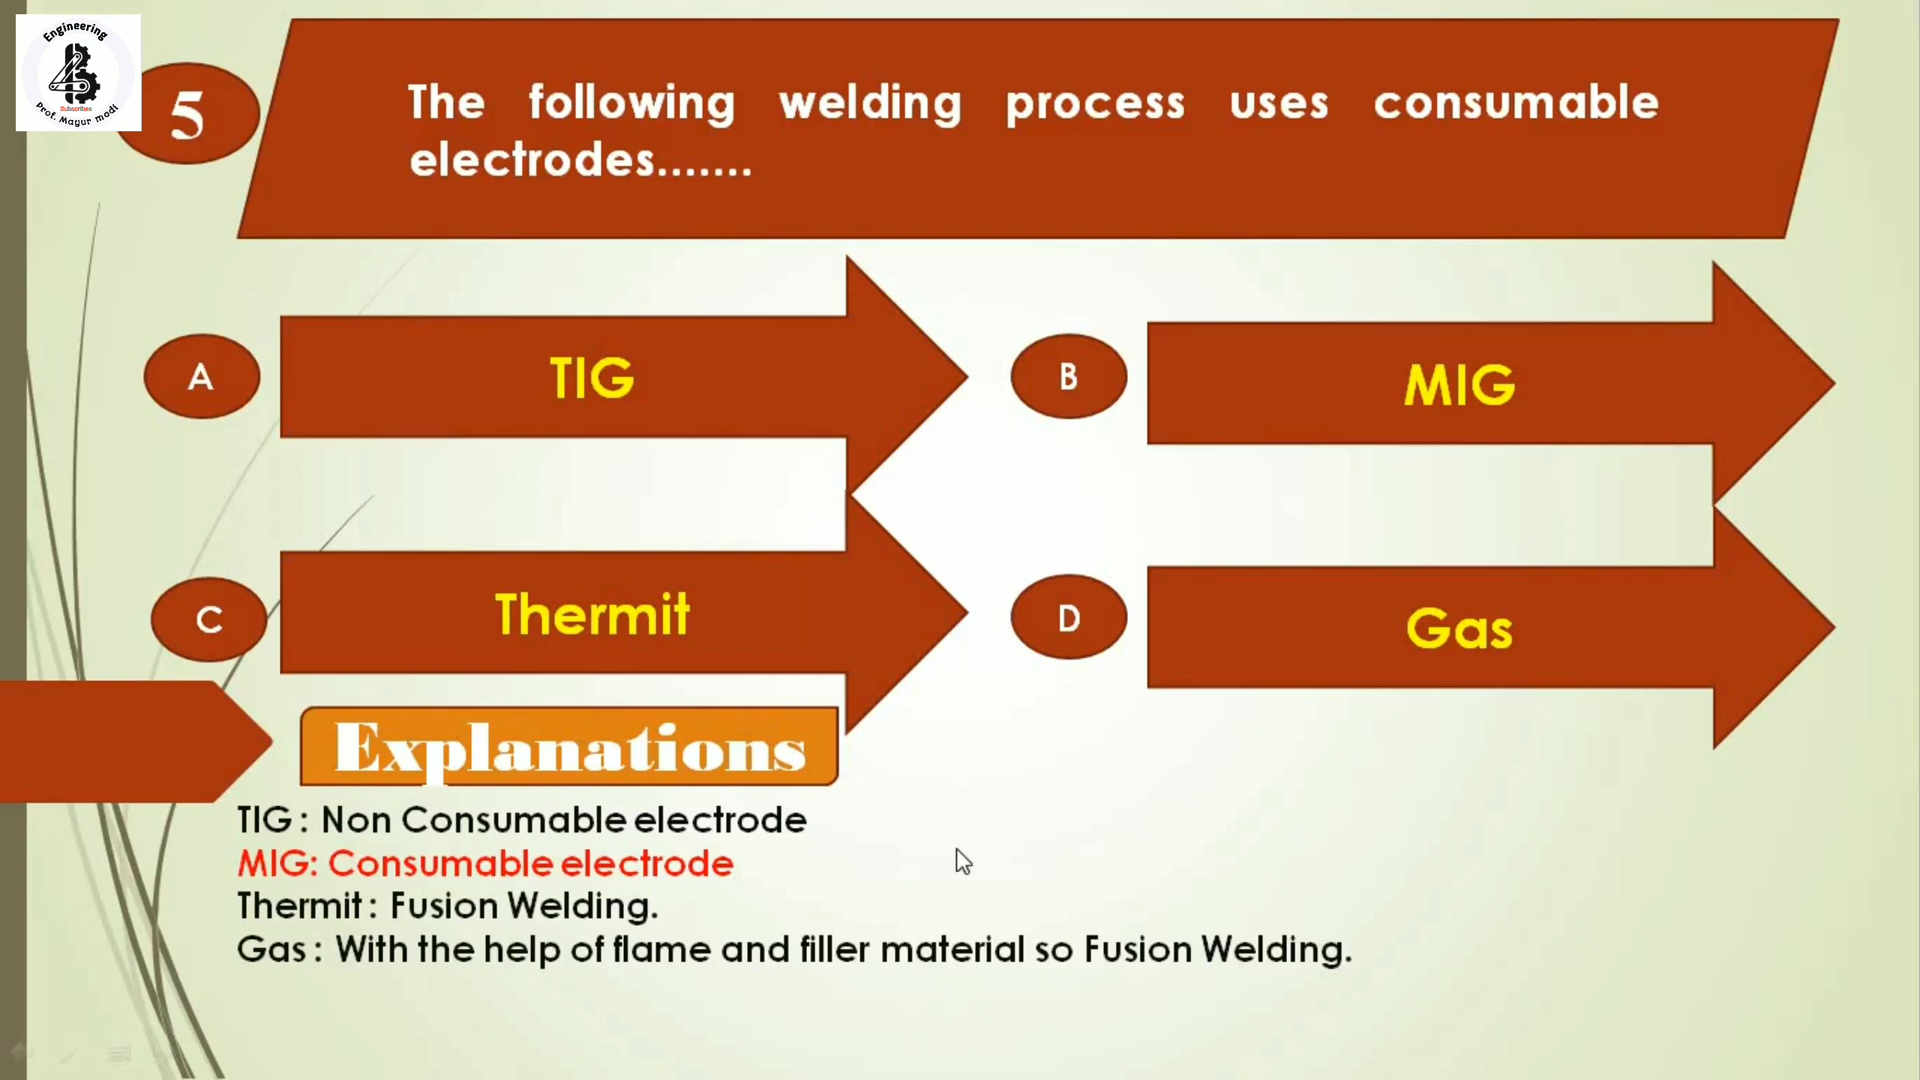 Engineering
Subscribes
Prof. Mayur modi
5
The following welding process uses consumable
electrodes.......
A
TIG
B
MIG
C
Thermit
D
Gas
Explanations
TIG : Non Consumable electrode
MIG: Consumable electrode
Thermit : Fusion Welding.
Gas : With the help of flame and filler material so Fusion Welding.